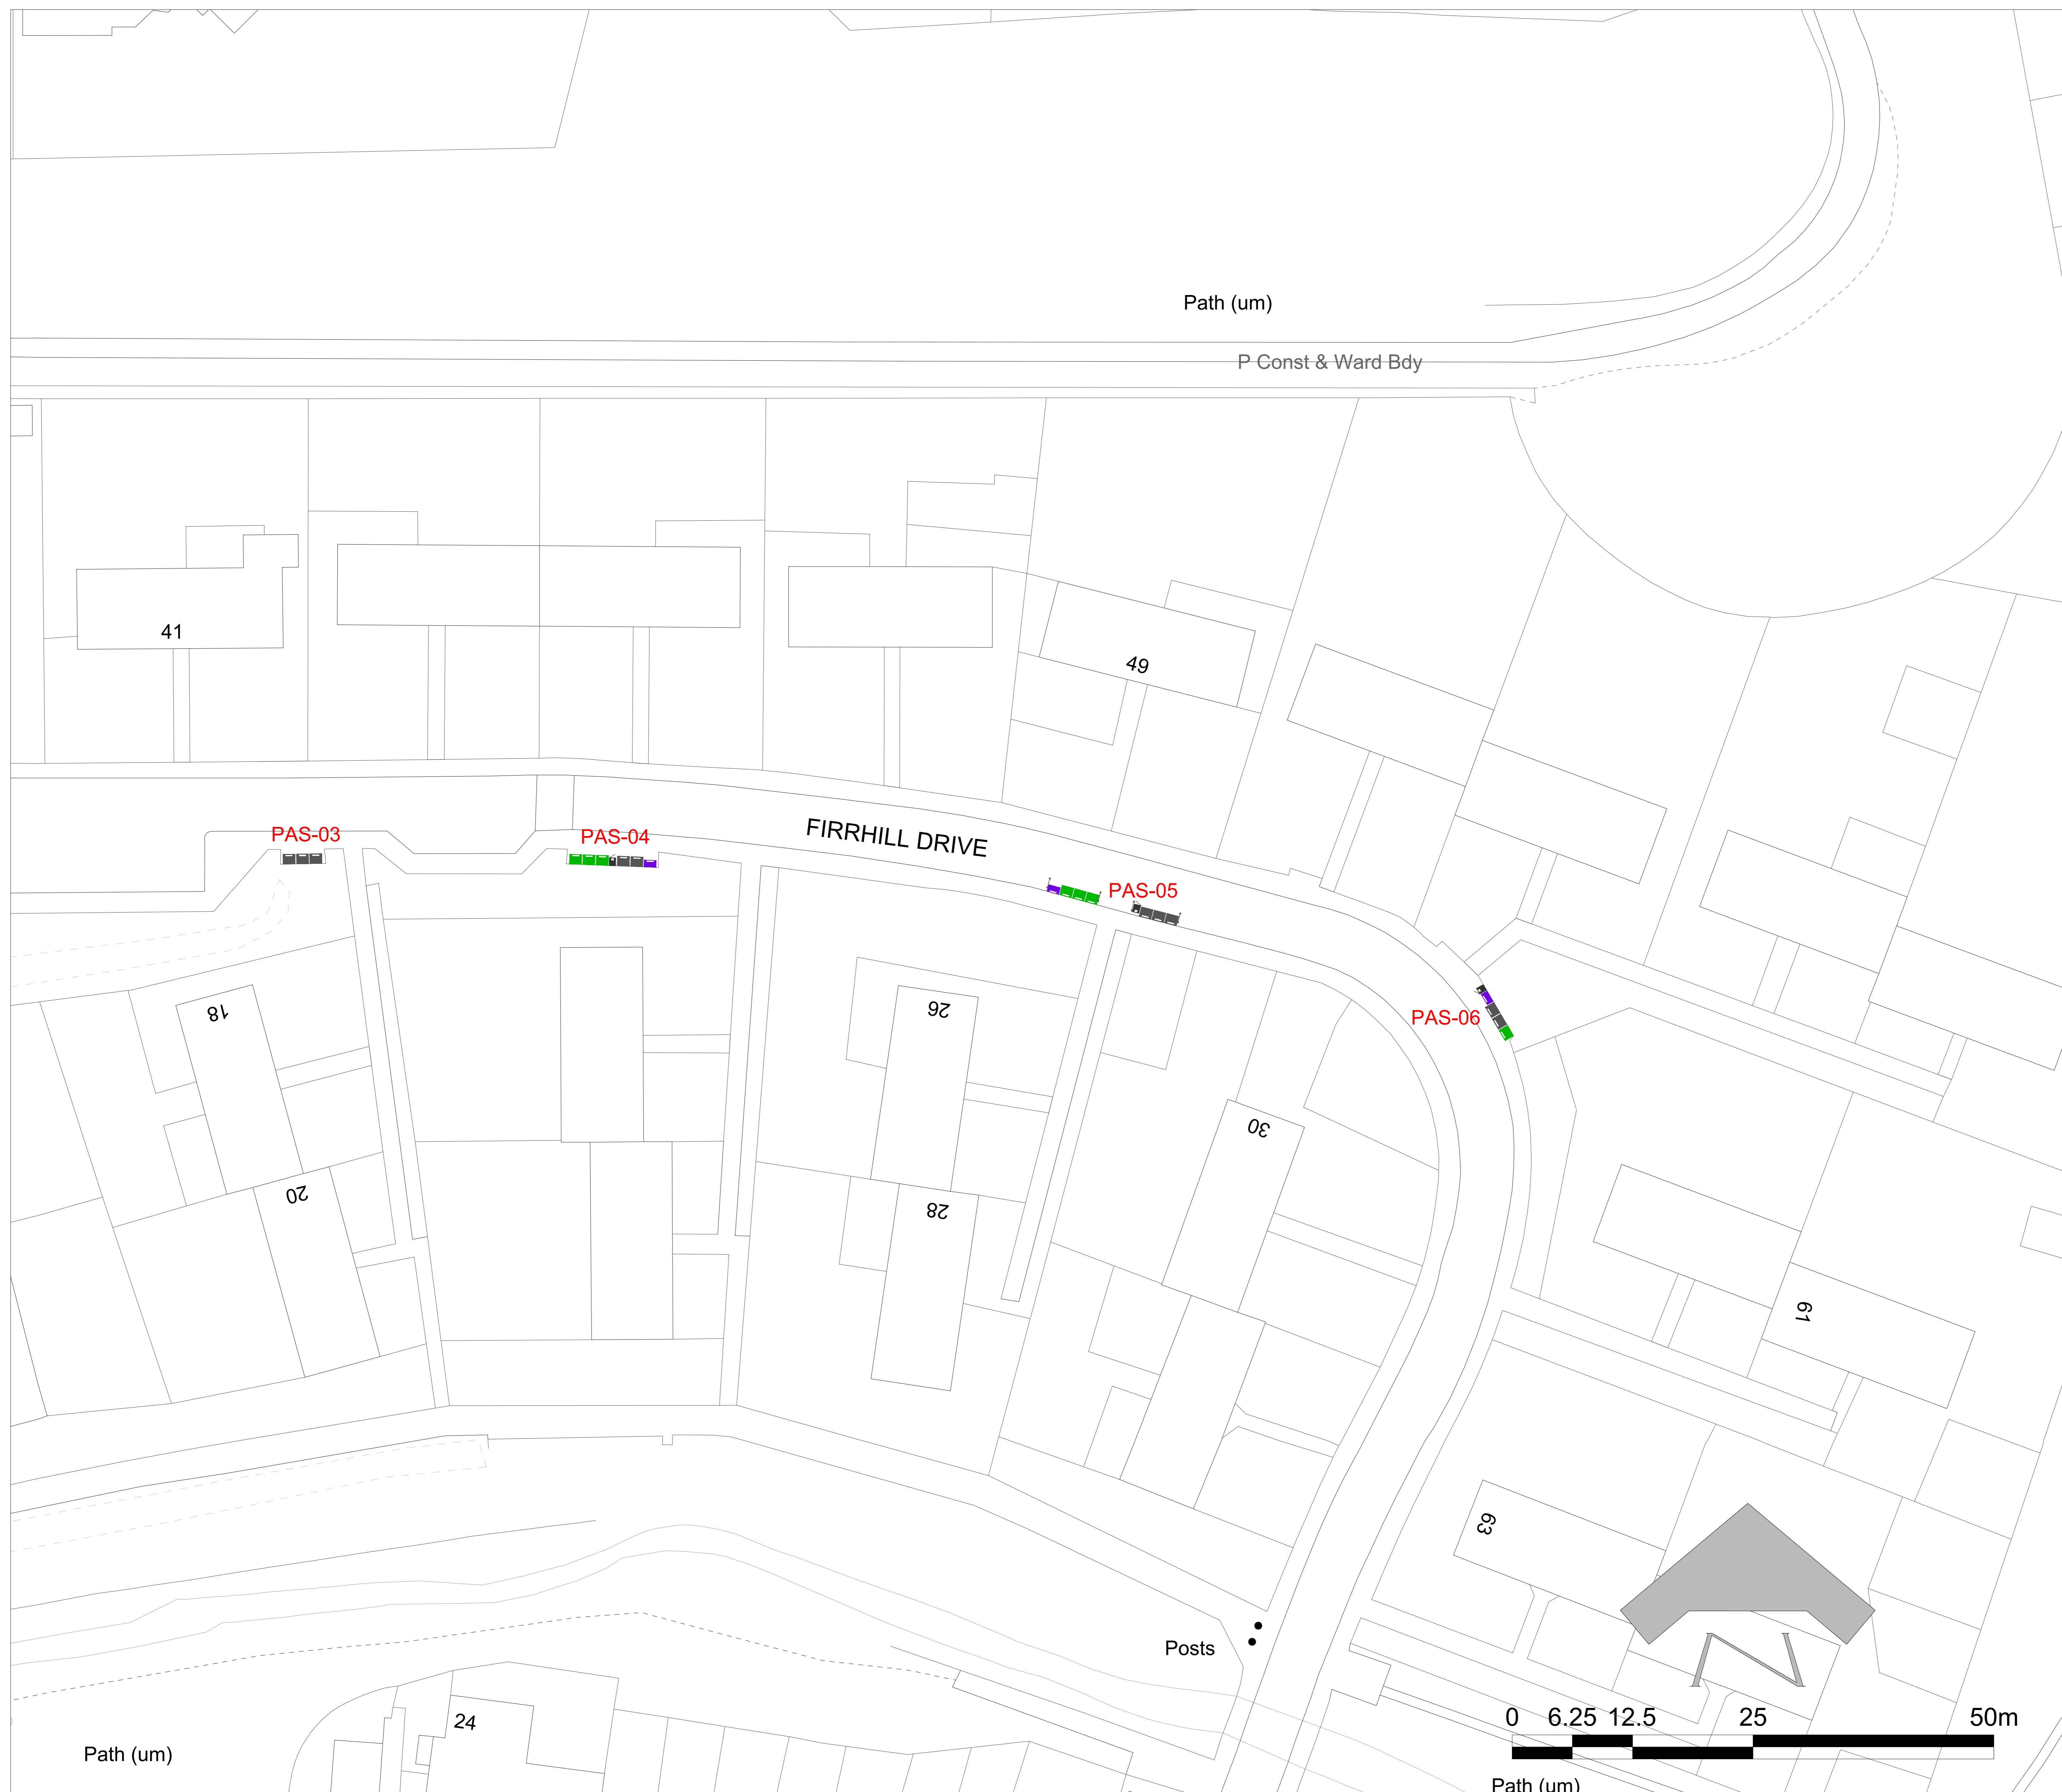 Path (um)
P Const & Ward Bdy
41
49
PAS-03
PAS-04
FIRRHILL DRIVE
PAS-05
PAS-06
18
26
30
20
28
61
63
Posts
24
0 6.25 12.5 25 50m
Path (um)
Path (um)